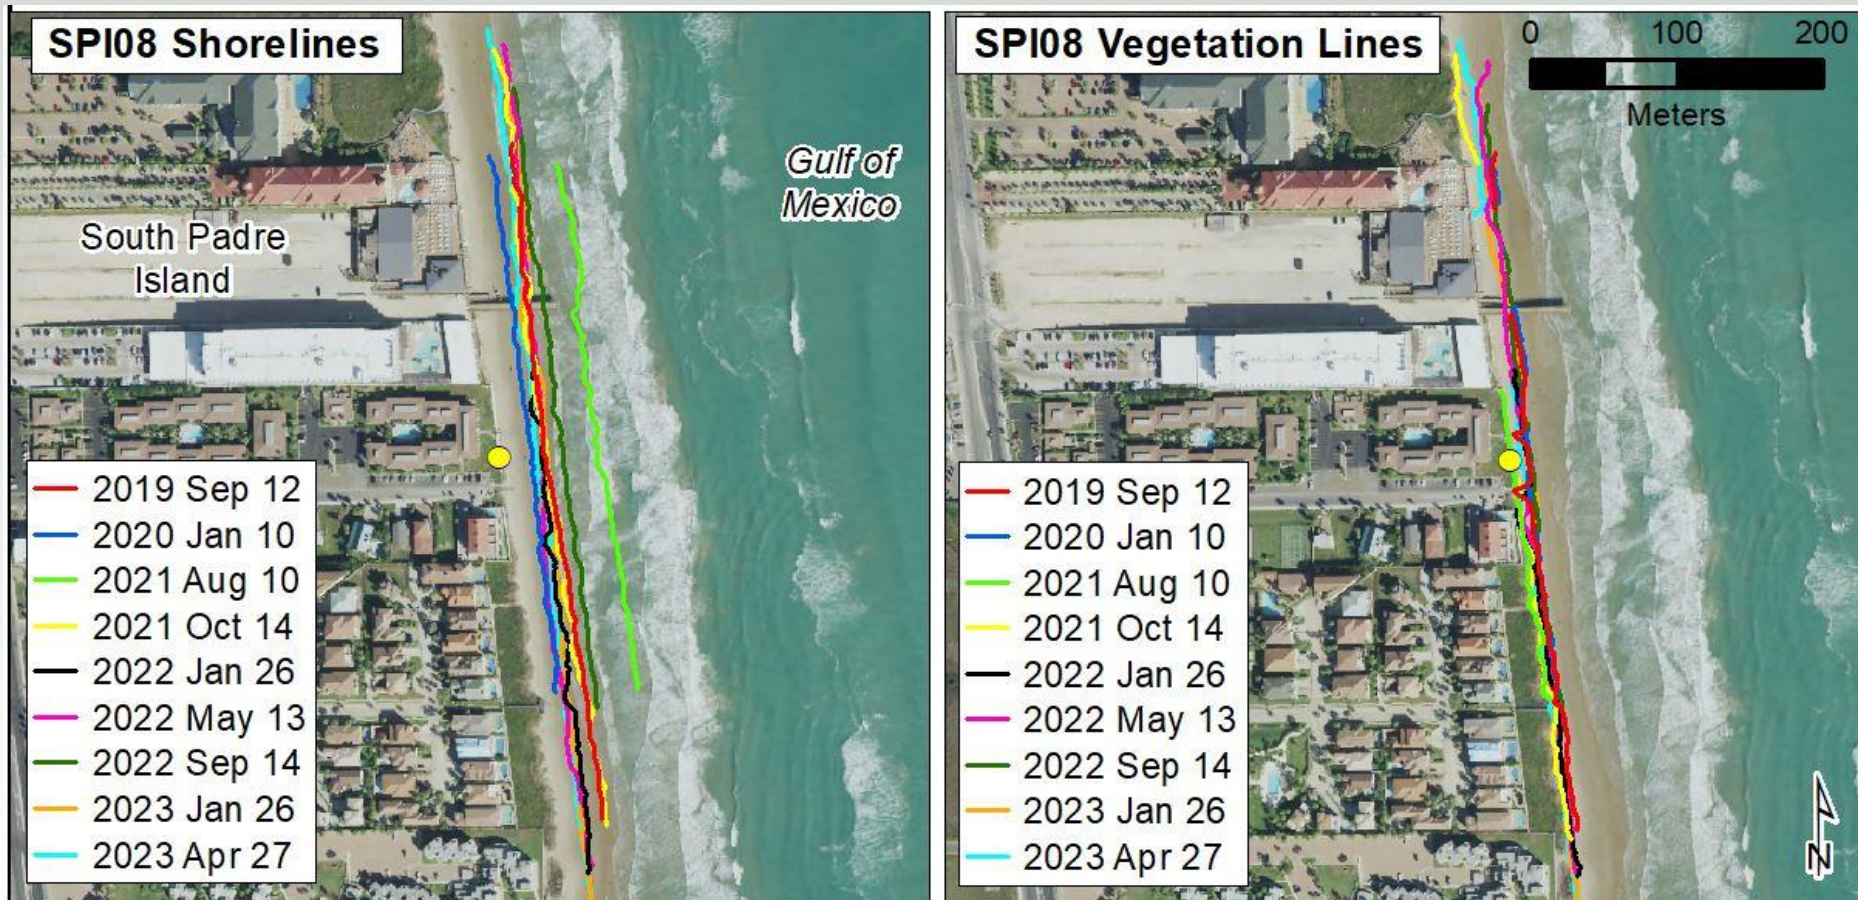 SPI08 Shorelines
Gulf of
Mexico
South Padre
Island
2019 Sep 12
2020 Jan 10
2021 Aug 10
2021 Oct 14
2022 Jan 26
2022 May 13
2022 Sep 14
2023 Jan 26
2023 Apr 27
SPI08 Vegetation Lines
0 100 200
Meters
2019 Sep 12
2020 Jan 10
2021 Aug 10
2021 Oct 14
2022 Jan 26
2022 May 13
2022 Sep 14
2023 Jan 26
2023 Apr 27
N